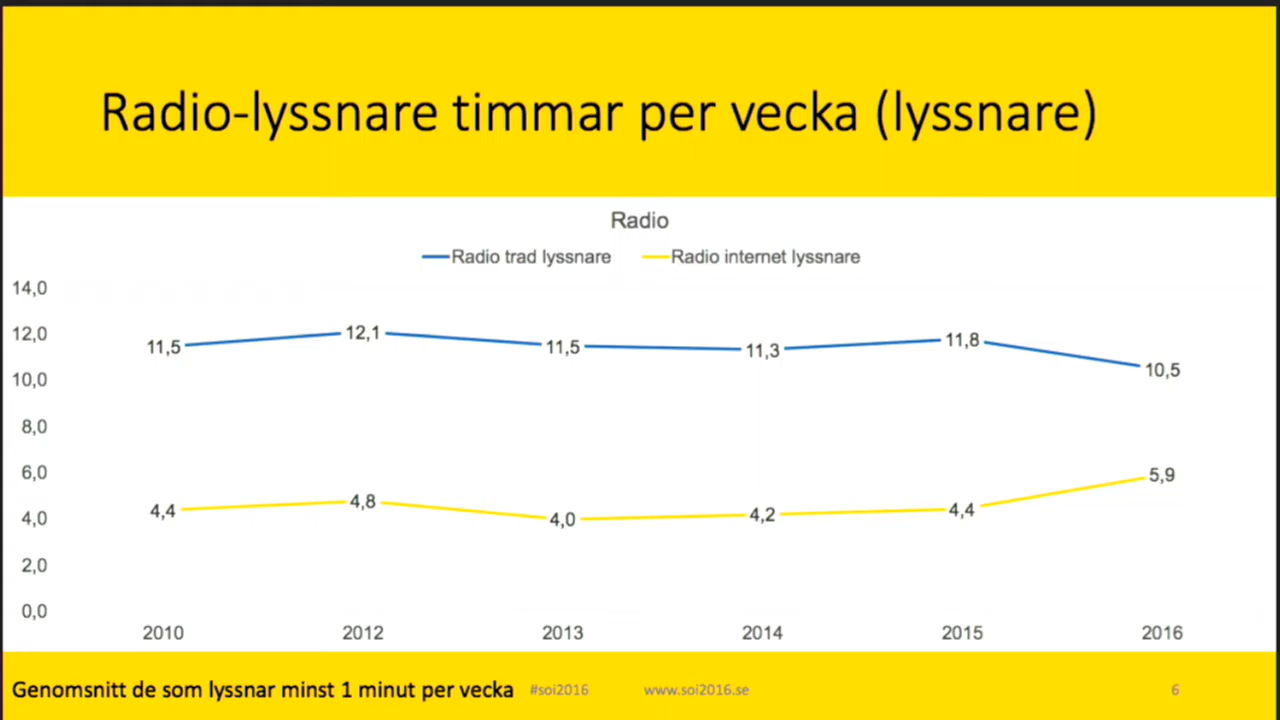 Radio-lyssnare timmar per vecka (lyssnare)
Radio
Radio trad lyssnare Radio internet lyssnare
14,0
12,0
10,0
8,0
6,0
4,0
2,0
0,0
11,5 12,1 11,5 11,3 11,8 10,5
4,4 4,8 4,0 4,2 4,4 5,9
2010 2012 2013 2014 2015 2016
Genomsnitt de som lyssnar minst 1 minut per vecka #soi2016 www.soi2016.se 6